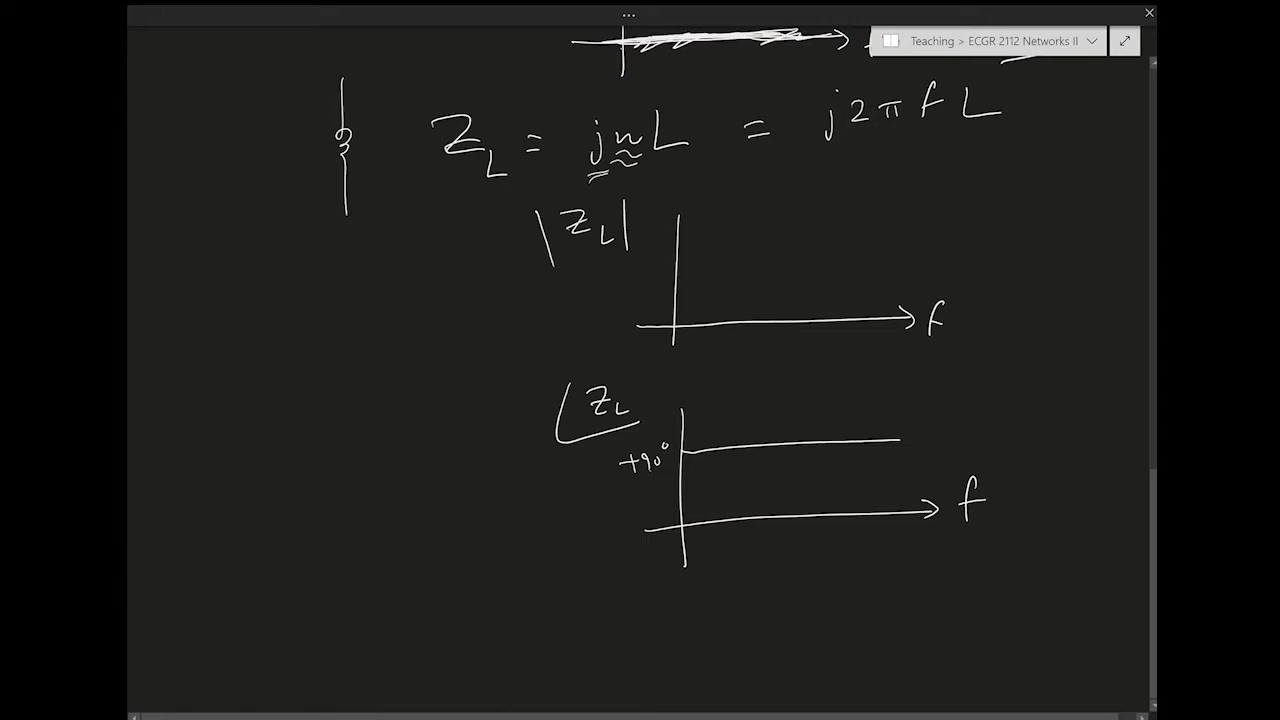 ...
Teaching > ECGR 2112 Networks II
Z_L = jωL = j2πfL
|Z_L|
f
∠Z_L
+90°
f